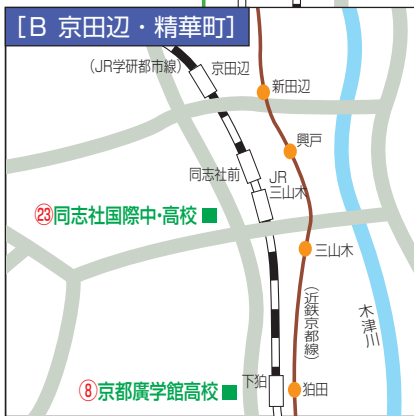 [B 京田辺・精華町]
(JR学研都市線)
京田辺
新田辺
興戸
同志社前
JR
三山木
㉓同志社国際中・高校
三山木
(近鉄京都線)
木津川
下狛
⑧京都廣学館高校
狛田